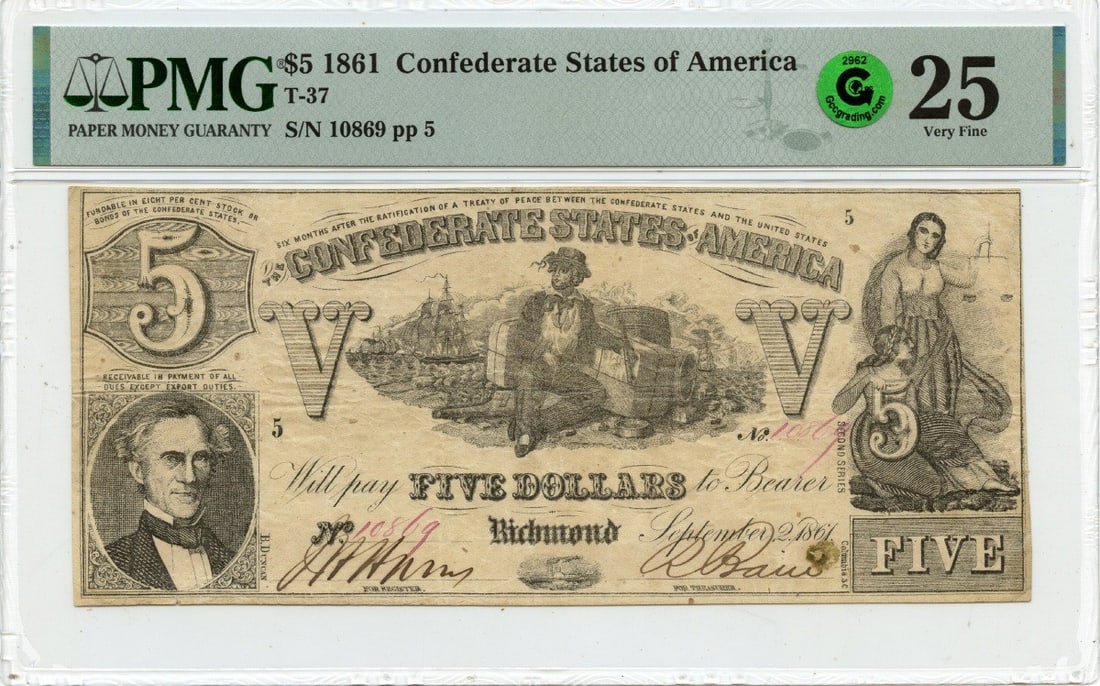 PMG® $5 1861 Confederate States of America
T-37
PAPER MONEY GUARANTY S/N 10869 pp 5
2962
G
Gccgrading.com
25
Very Fine
FUNDABLE IN EIGHT PER CENT STOCK OR
BONDS OF THE CONFEDERATE STATES.
SIX MONTHS AFTER THE RATIFICATION OF A TREATY OF PEACE BETWEEN THE CONFEDERATE STATES AND THE UNITED STATES
THE CONFEDERATE STATES OF AMERICA
5
5
V
V
RECEIVABLE IN PAYMENT OF ALL
DUES EXCEPT EXPORT DUTIES.
5
5
No. 10869
SECOND SERIES
Will pay FIVE DOLLARS to Bearer
No 10869 Richmond September 2, 1861
FOR REGISTER.
FOR TREASURER.
E. DUNCAN
Columbia S.C
FIVE